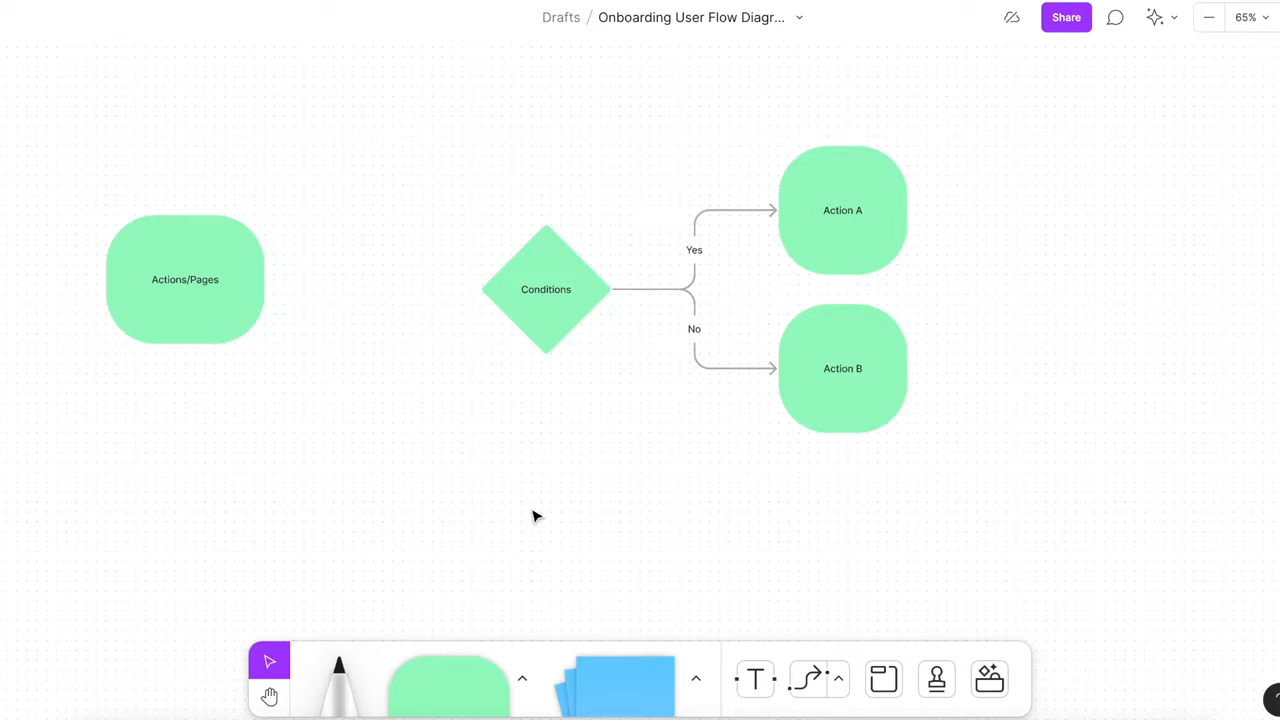 Drafts / Onboarding User Flow Diagr...
Share
65%
Actions/Pages
Conditions
Yes
No
Action A
Action B
T